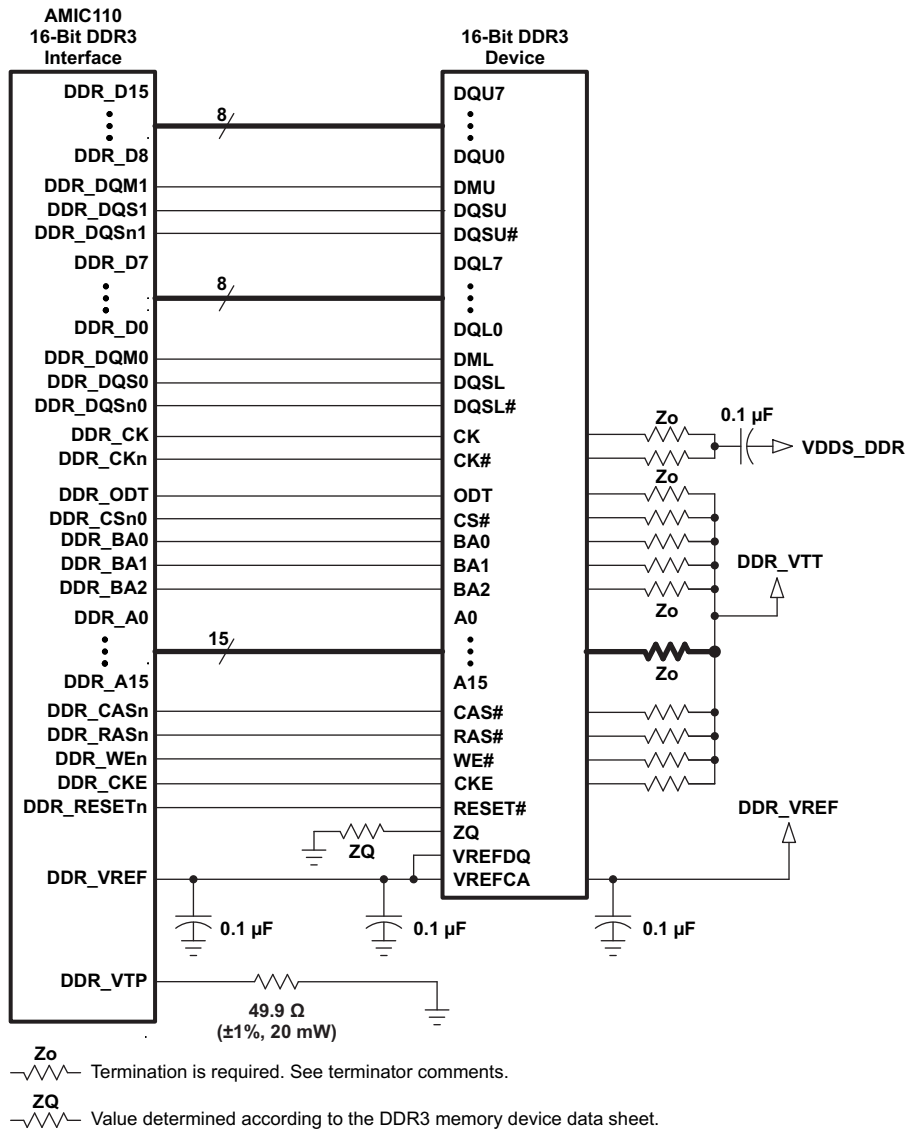 AMIC110
16-Bit DDR3
Interface
16-Bit DDR3
Device
DDR_D15
8
DQU7
DDR_D8
DQU0
DDR_DQM1
DMU
DDR_DQS1
DQSU
DDR_DQSn1
DQSU#
DDR_D7
8
DQL7
DDR_D0
DQL0
DDR_DQM0
DML
DDR_DQS0
DQSL
DDR_DQSn0
DQSL#
Zo
0.1 µF
DDR_CK
CK
VDDS_DDR
DDR_CKn
CK#
Zo
DDR_ODT
ODT
DDR_CSn0
CS#
DDR_BA0
BA0
DDR_BA1
BA1
DDR_VTT
DDR_BA2
BA2
Zo
DDR_A0
A0
15
Zo
DDR_A15
A15
DDR_CASn
CAS#
DDR_RASn
RAS#
DDR_WEn
WE#
DDR_CKE
CKE
DDR_RESETn
RESET#
DDR_VREF
ZQ
ZQ
VREFDQ
DDR_VREF
VREFCA
0.1 µF
0.1 µF
0.1 µF
DDR_VTP
49.9 Ω
(±1%, 20 mW)
Zo
Termination is required. See terminator comments.
ZQ
Value determined according to the DDR3 memory device data sheet.